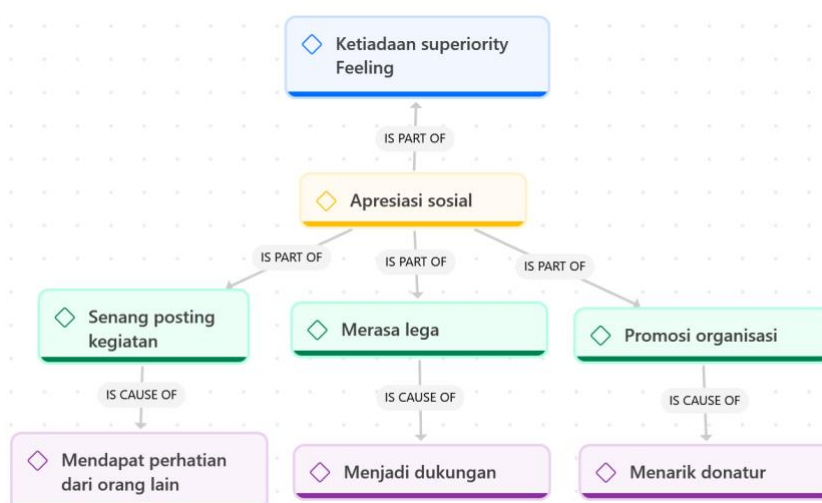 Ketiadaan superiority
Feeling
IS PART OF
Apresiasi sosial
IS PART OF
IS PART OF
IS PART OF
Senang posting
kegiatan
Merasa lega
Promosi organisasi
IS CAUSE OF
IS CAUSE OF
IS CAUSE OF
Mendapat perhatian
dari orang lain
Menjadi dukungan
Menarik donatur